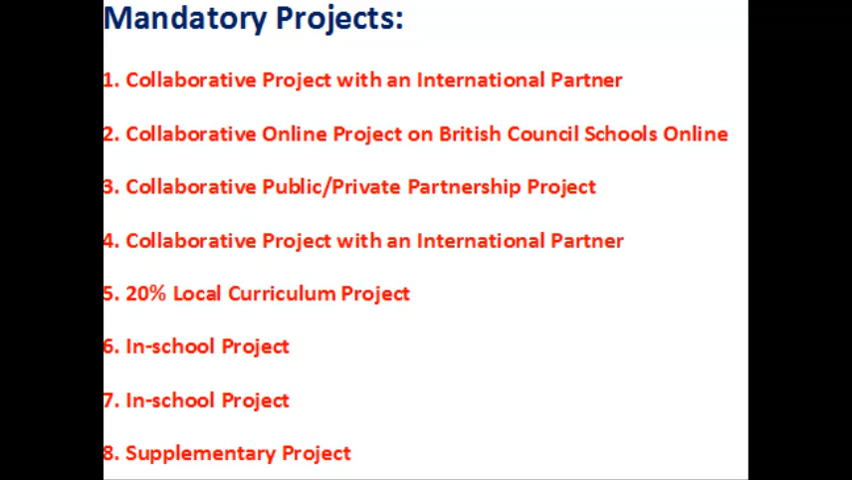 Mandatory Projects:
1. Collaborative Project with an International Partner
2. Collaborative Online Project on British Council Schools Online
3. Collaborative Public/Private Partnership Project
4. Collaborative Project with an International Partner
5. 20% Local Curriculum Project
6. In-school Project
7. In-school Project
8. Supplementary Project